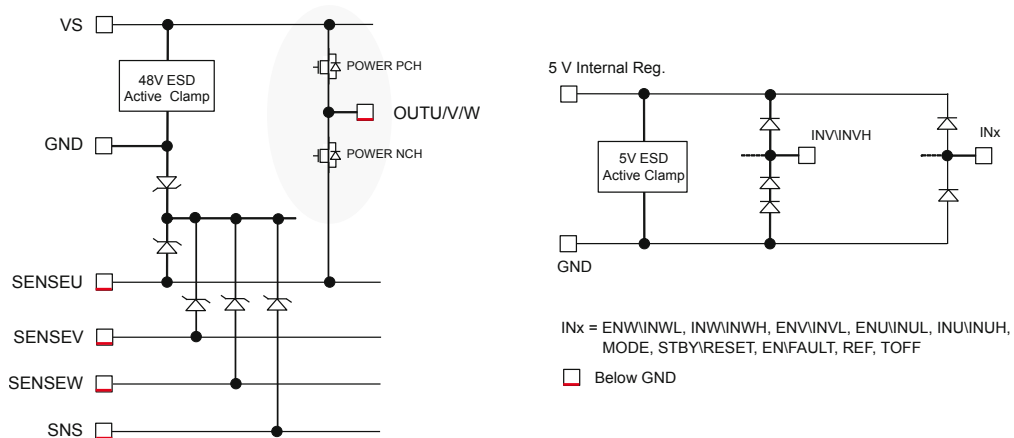 VS
48V ESD
Active Clamp
GND
POWER PCH
OUTU/V/W
POWER NCH
SENSEU
SENSEV
SENSEW
SNS
5 V Internal Reg.
5V ESD
Active Clamp
INV\INVH
INx
GND
INx = ENW\INWL, INW\INWH, ENV\INVL, ENU\INUL, INU\INUH,
MODE, STBY\RESET, EN\FAULT, REF, TOFF
Below GND